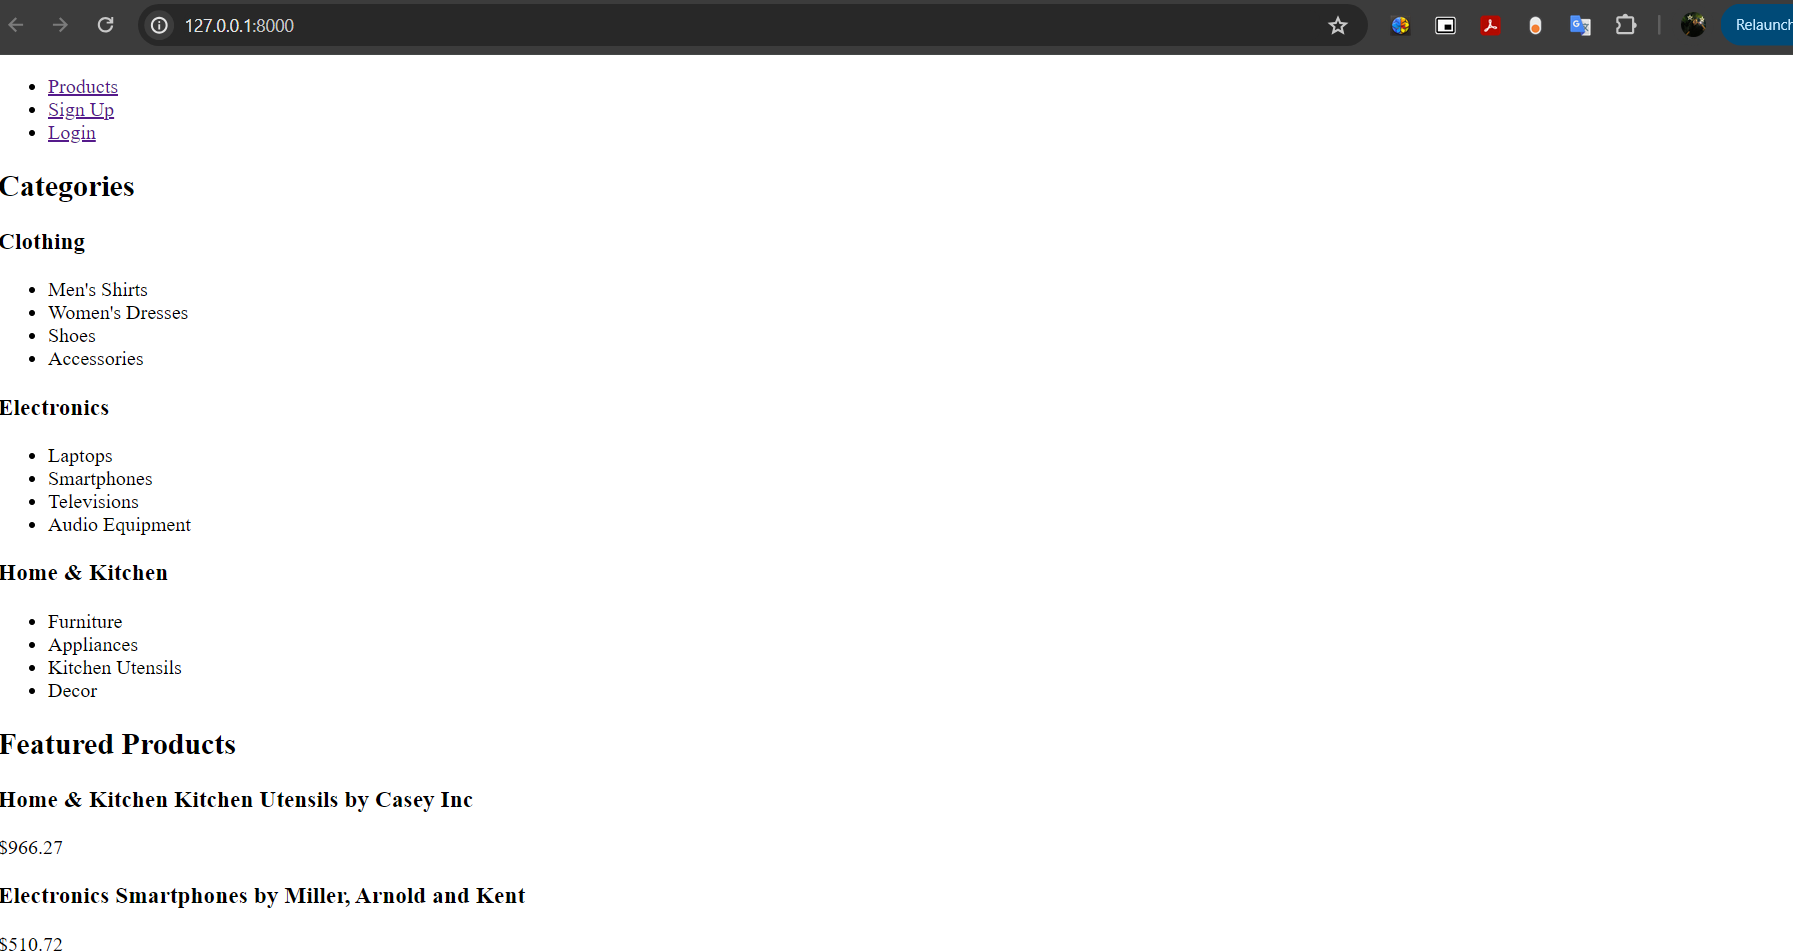 127.0.0.1:8000
Relaunch
Products
Sign Up
Login
Categories
Clothing
Men's Shirts
Women's Dresses
Shoes
Accessories
Electronics
Laptops
Smartphones
Televisions
Audio Equipment
Home & Kitchen
Furniture
Appliances
Kitchen Utensils
Decor
Featured Products
Home & Kitchen Kitchen Utensils by Casey Inc
$966.27
Electronics Smartphones by Miller, Arnold and Kent
$510.72